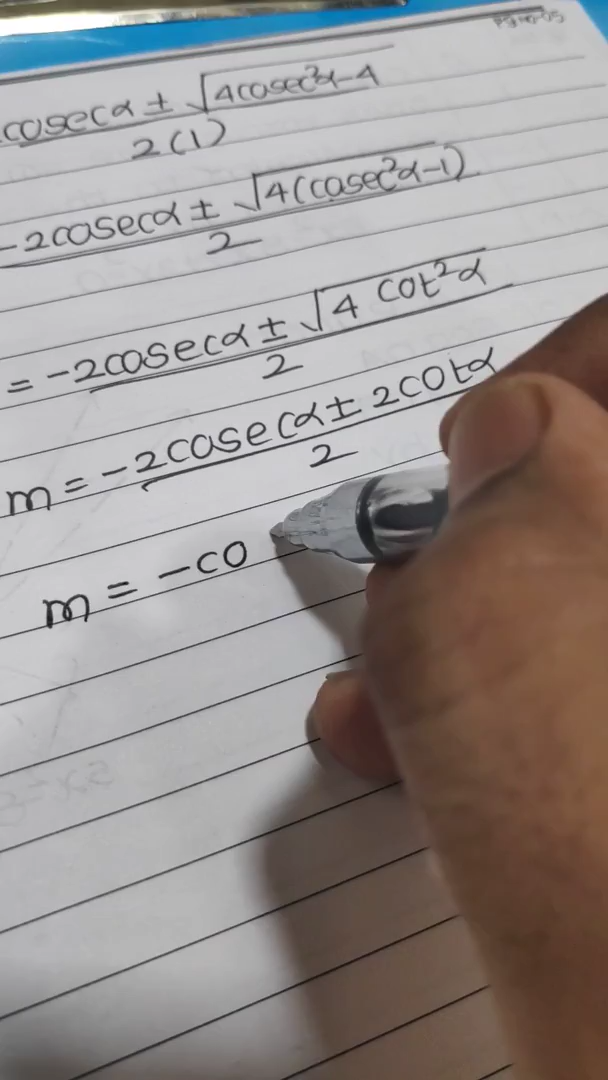 cosecα ± √4cosec²α-4
2(1)
-2cosecα ± √4(cosec²α-1)
2
= -2cosecα ± √4 cot²α
2
m = -2cosecα ± 2cotα
2
m = -co